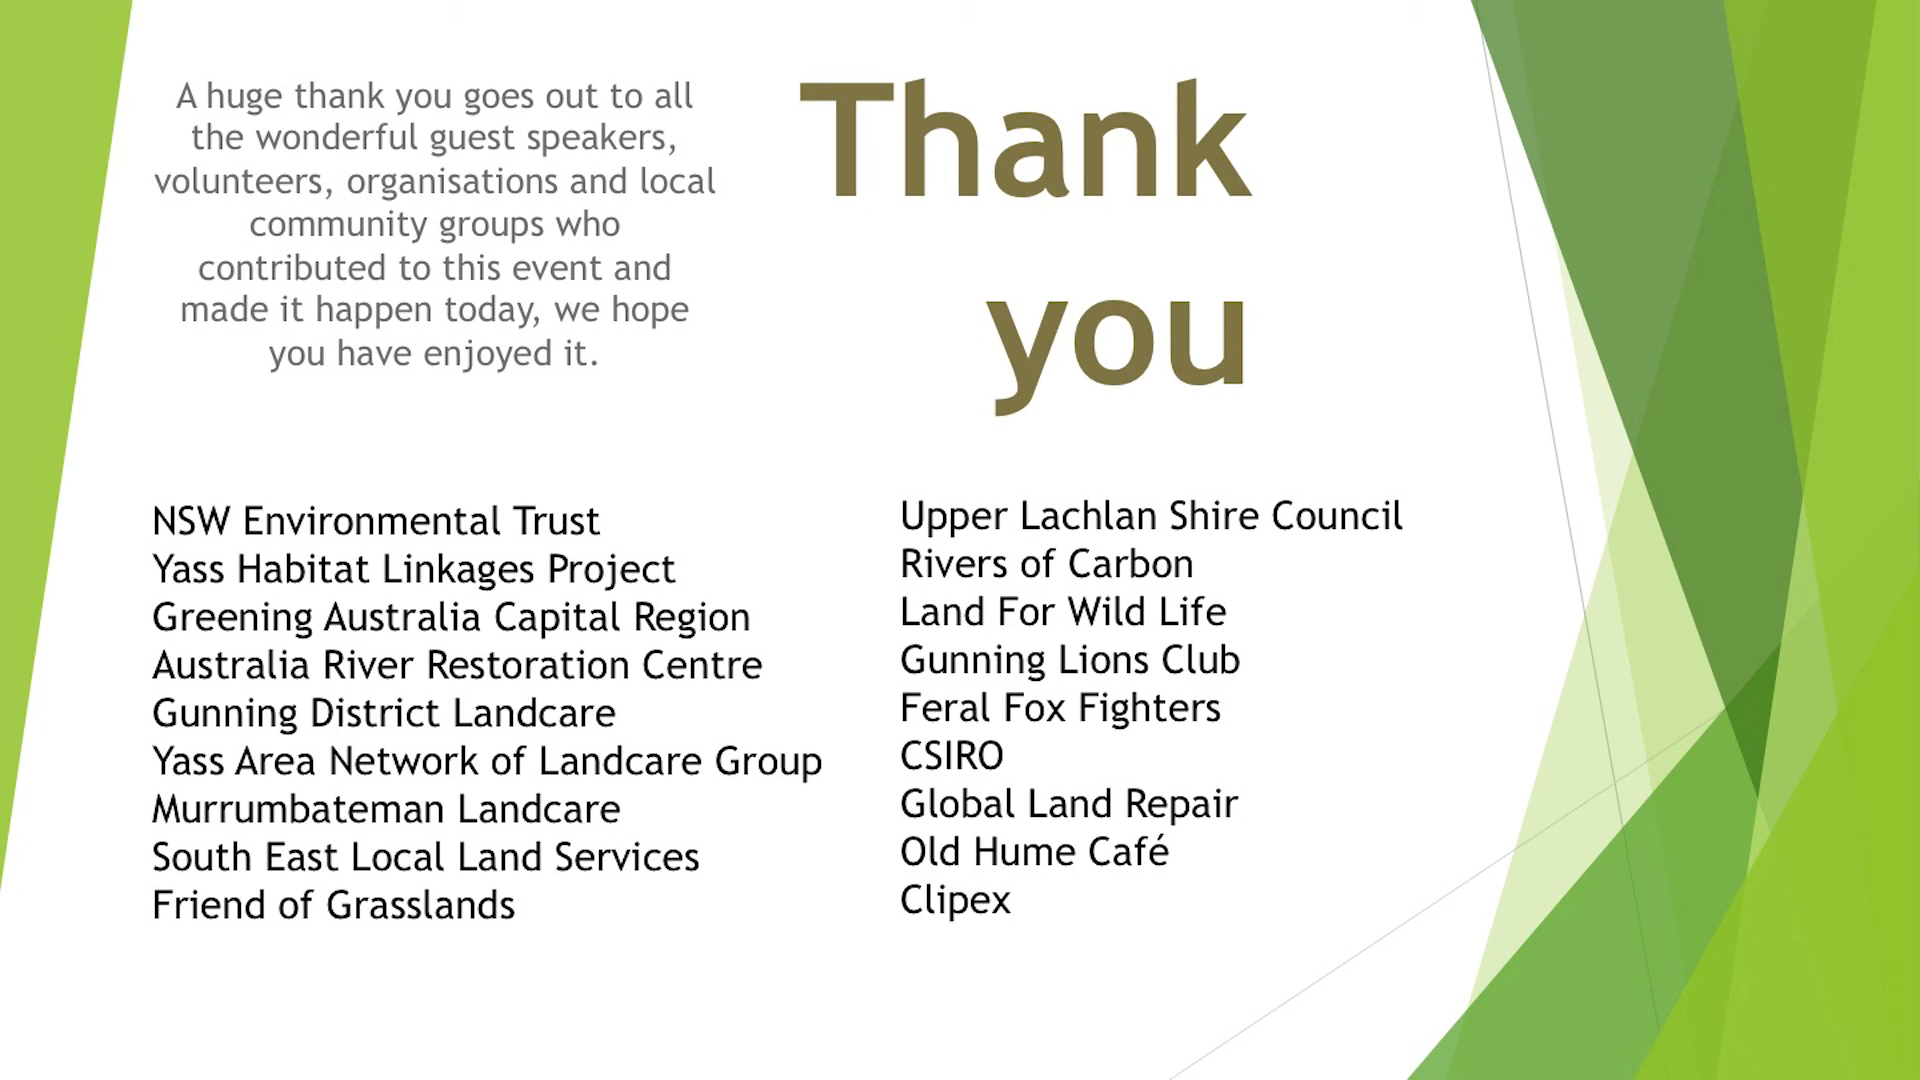 A huge thank you goes out to all
the wonderful guest speakers,
volunteers, organisations and local
community groups who
contributed to this event and
made it happen today, we hope
you have enjoyed it.
Thank
you
NSW Environmental Trust
Yass Habitat Linkages Project
Greening Australia Capital Region
Australia River Restoration Centre
Gunning District Landcare
Yass Area Network of Landcare Group
Murrumbateman Landcare
South East Local Land Services
Friend of Grasslands
Upper Lachlan Shire Council
Rivers of Carbon
Land For Wild Life
Gunning Lions Club
Feral Fox Fighters
CSIRO
Global Land Repair
Old Hume Café
Clipex